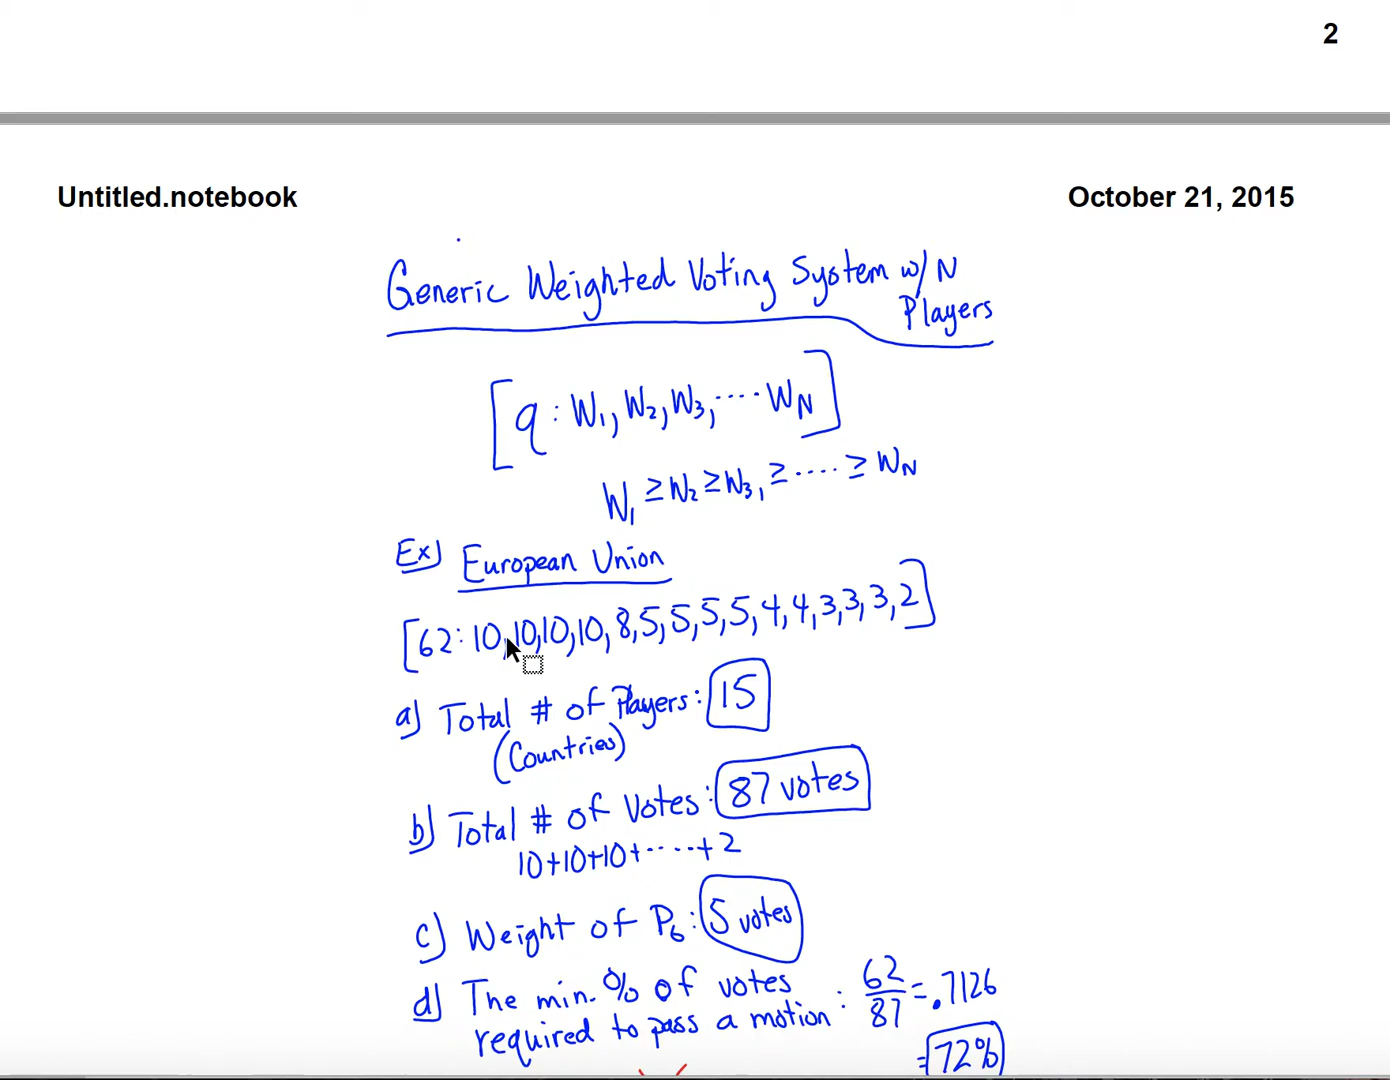 2
Untitled.notebook
October 21, 2015
Generic Weighted Voting System w/ N
Players
[q : W1, W2, W3, .... WN]
W1 ≥ W2 ≥ W3, ≥ .... ≥ WN
Ex) European Union
[62: 10, 10, 10, 10, 8, 5, 5, 5, 5, 4, 4, 3, 3, 3, 2]
a) Total # of Players: 15
(Countries)
b) Total # of Votes: 87 votes
10+10+10+ ..... + 2
c) Weight of P6: 5 votes
d) The min. % of votes
required to pass a motion : 62/87 = .7126
= 72%